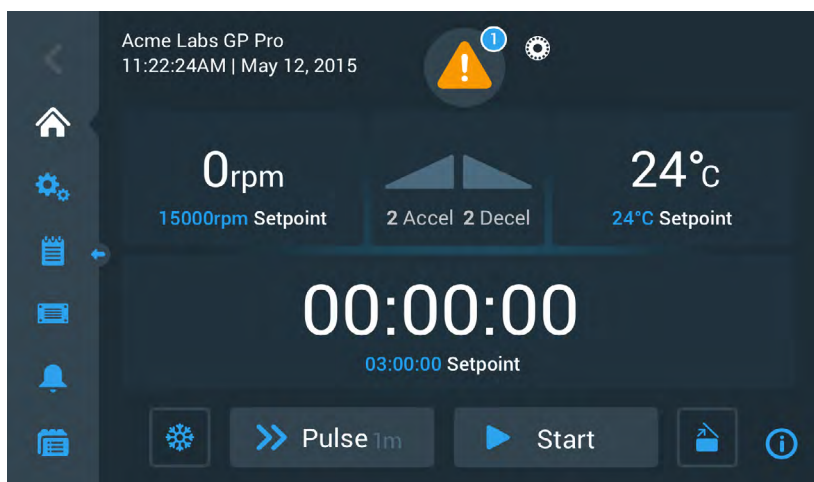 Acme Labs GP Pro
1
11:22:24AM | May 12, 2015
0rpm
24°C
15000rpm Setpoint
2 Accel 2 Decel
24°C Setpoint
00:00:00
03:00:00 Setpoint
Pulse 1m
Start